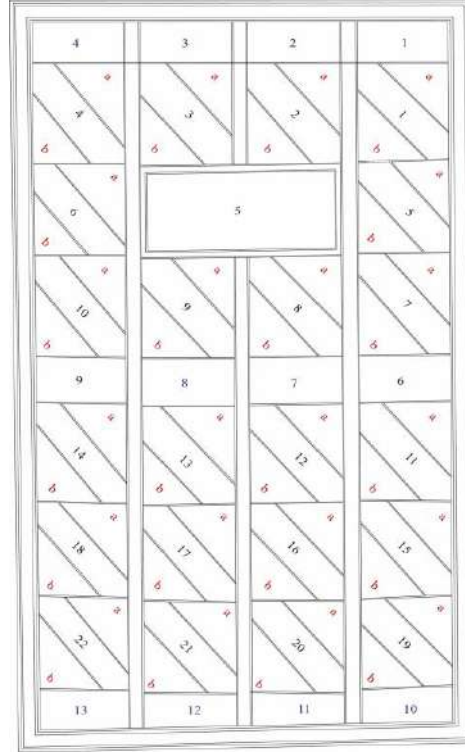 4 3 2 1
a a a a
4 3 2 1
b b b b
a a
6 5 5
b b
a a a a
10 9 8 7
b b b b
9 8 7 6
a a a a
14 13 12 11
b b b b
a a a a
18 17 16 15
b b b b
a a a a
22 21 20 19
b b b b
13 12 11 10